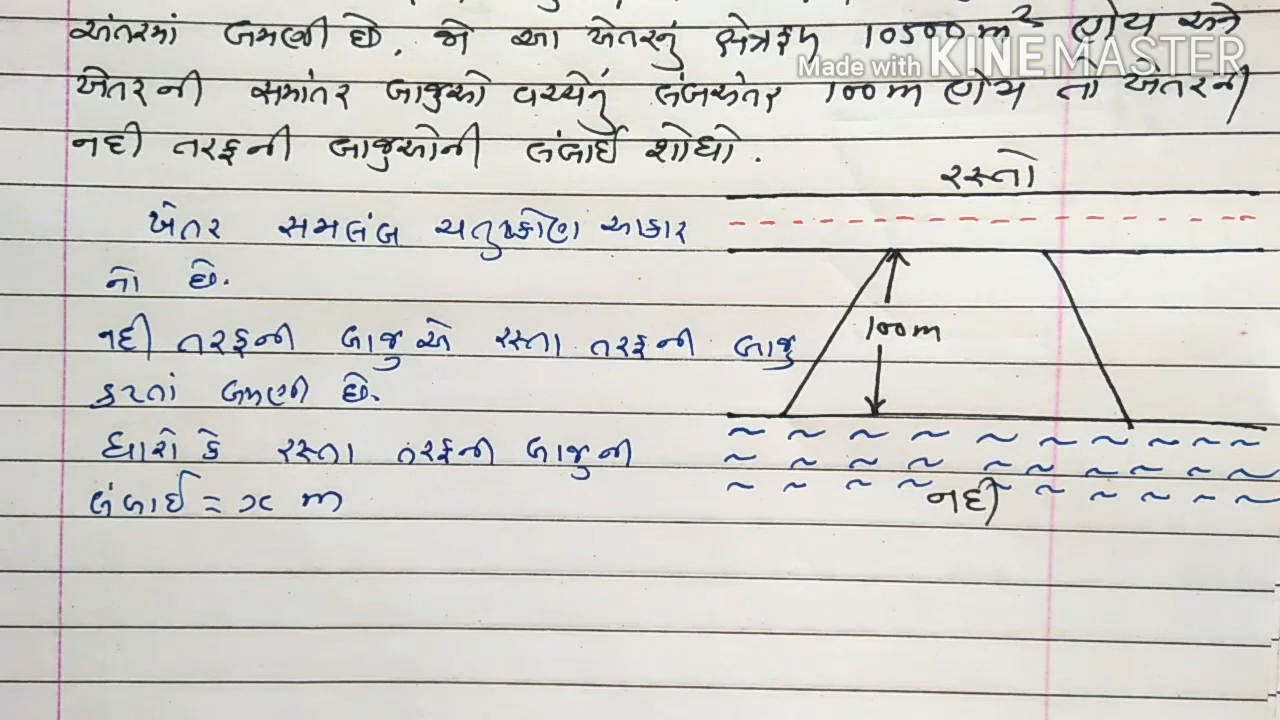 અંતરમાં બમણી છે. જો આ ખેતરનું ક્ષેત્રફળ 10500 m² હોય અને
Made with KINEMASTER
ખેતરની સમાંતર બાજુઓ વચ્ચેનું લંબઅંતર 100m હોય તો ખેતરની
નદી તરફની બાજુઓની લંબાઈ શોધો.
રસ્તો
ખેતર સમલંબ ચતુષ્કોણ આકાર
નો છે.
નદી તરફની બાજુ એ રસ્તા તરફની બાજુ
કરતાં બમણી છે.
100m
ધારો કે રસ્તા તરફની બાજુની
લંબાઈ = x m
નદી